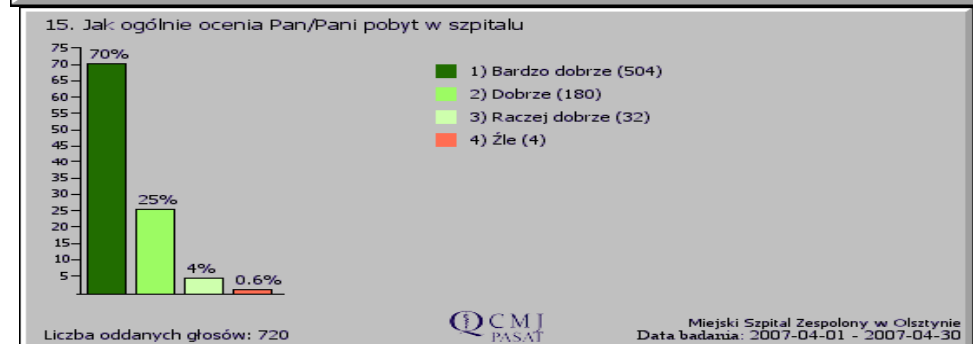 15. Jak ogólnie ocenia Pan/Pani pobyt w szpitalu
75
70
65
60
55
50
45
40
35
30
25
20
15
10
5
70%
25%
4%
0.6%
1) Bardzo dobrze (504)
2) Dobrze (180)
3) Raczej dobrze (32)
4) Źle (4)
Liczba oddanych głosów: 720
CMJ
PASAT
Miejski Szpital Zespolony w Olsztynie
Data badania: 2007-04-01 - 2007-04-30